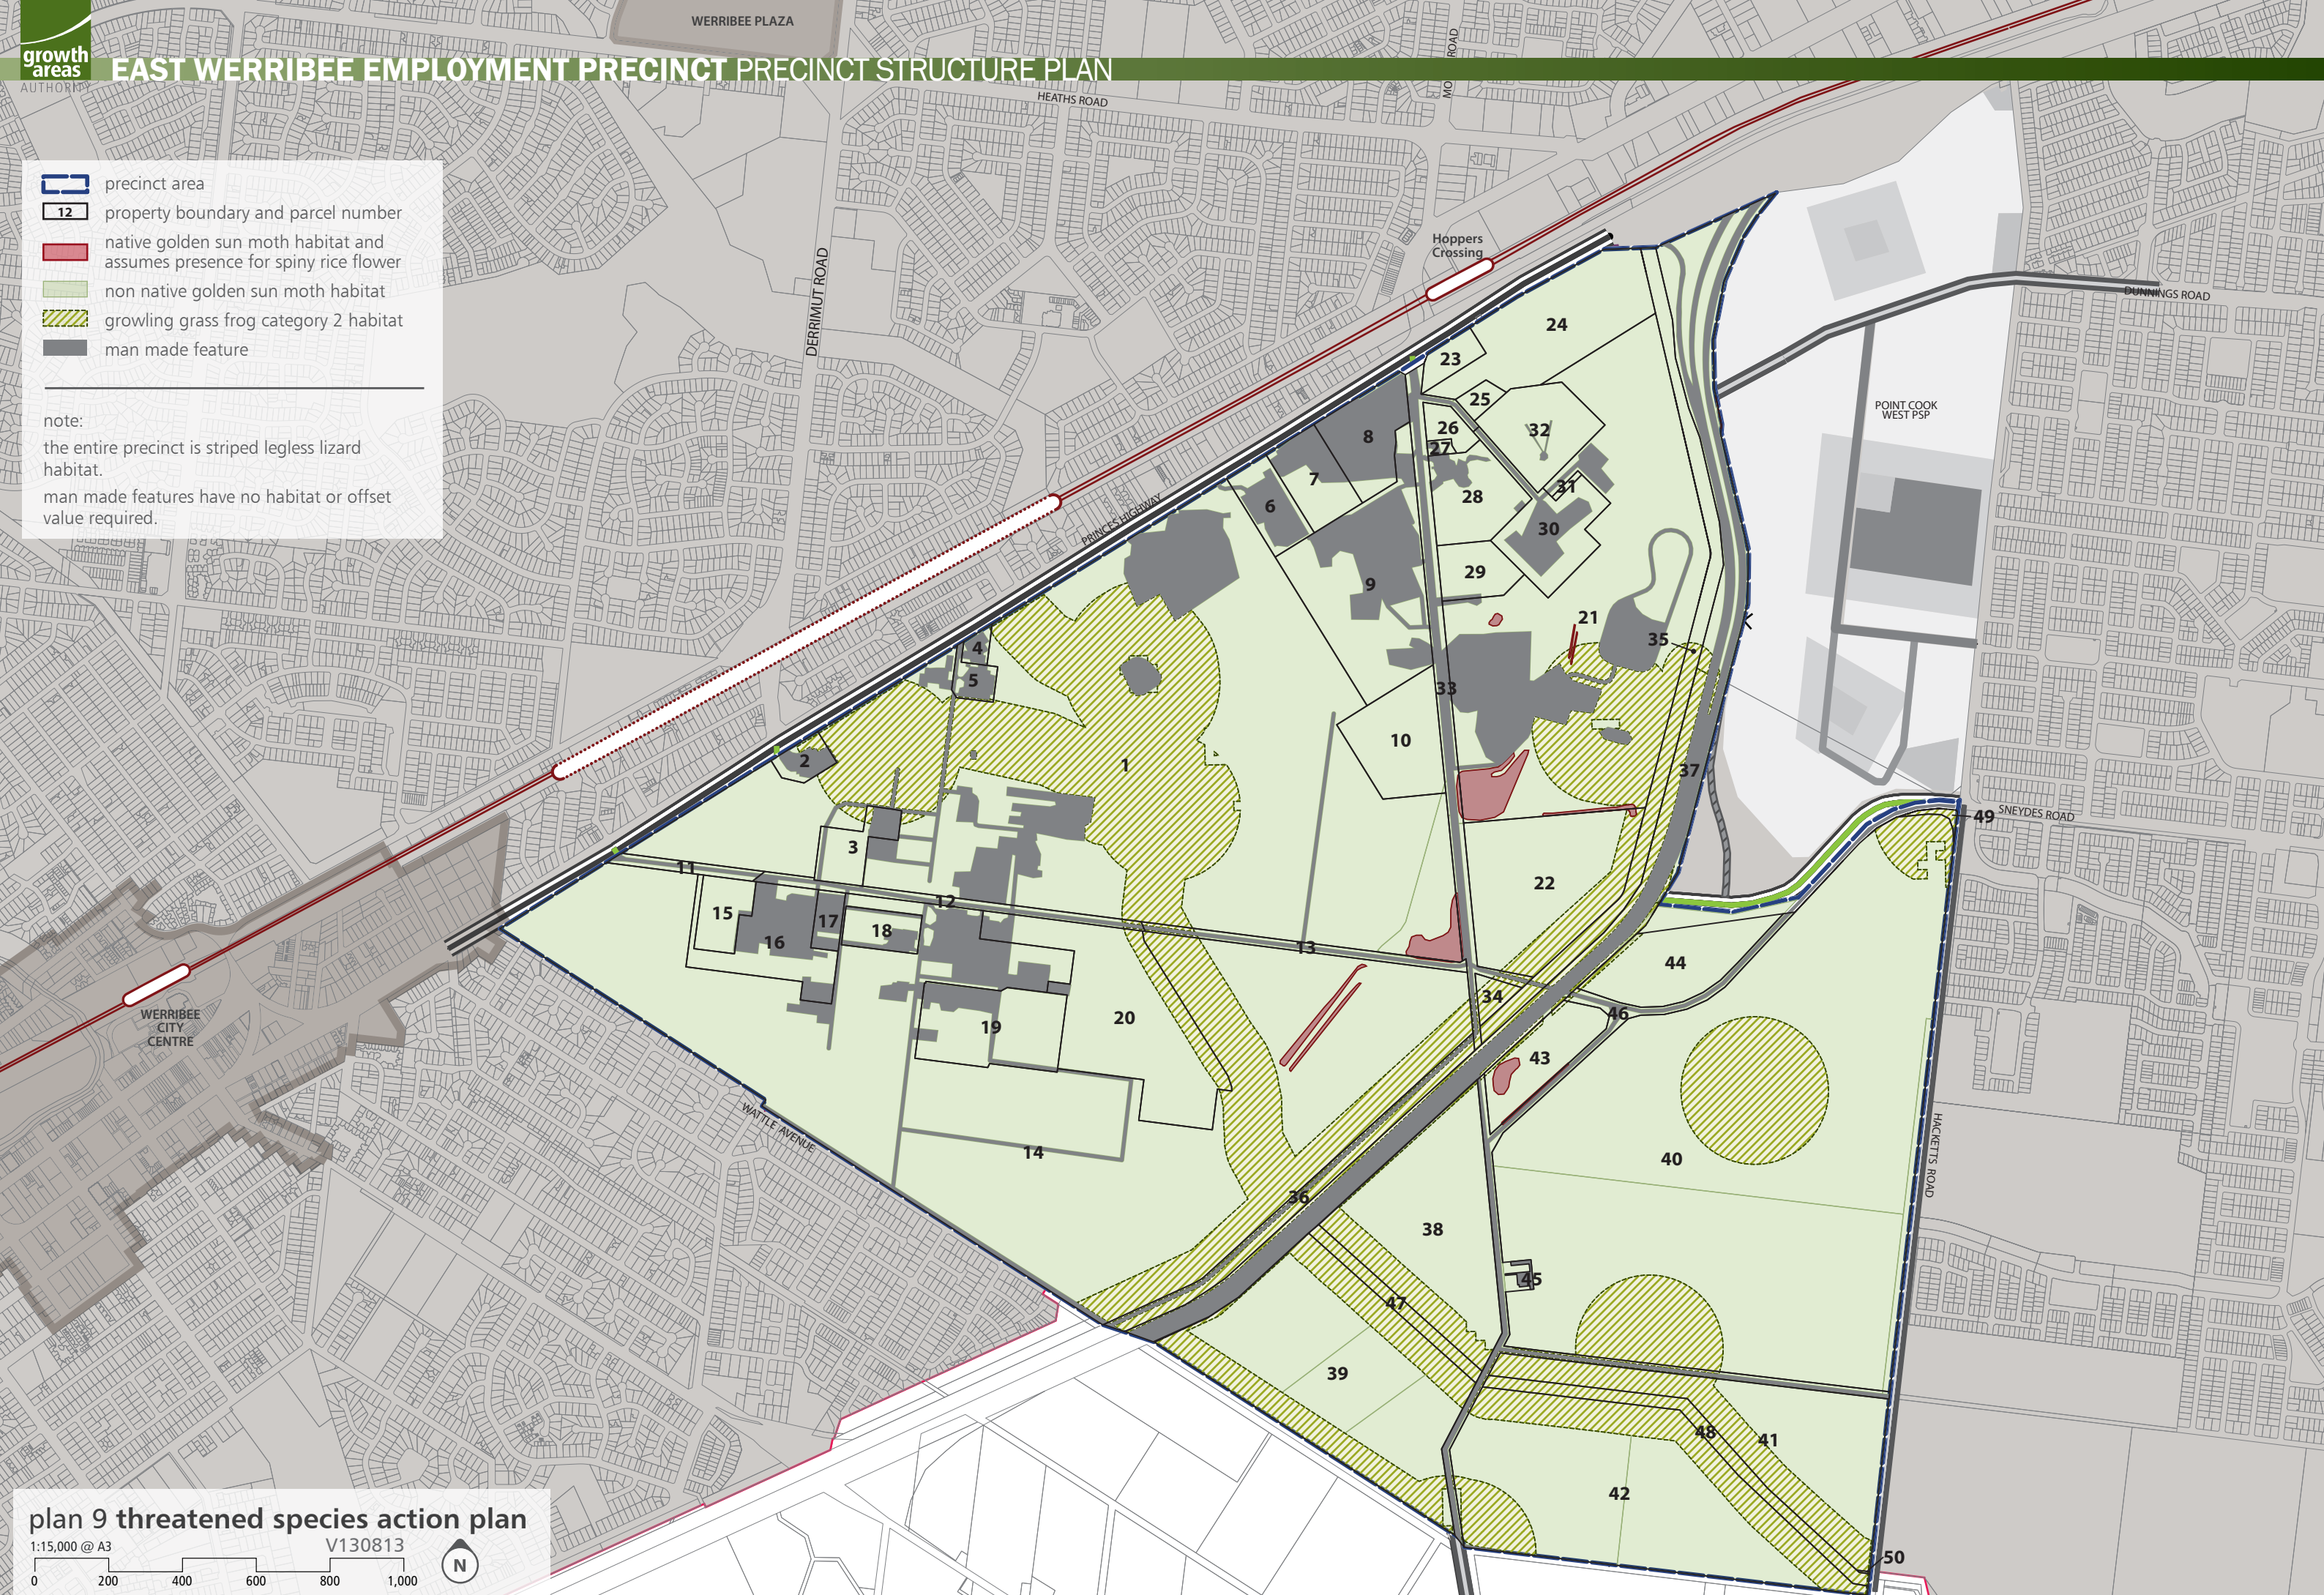 WERRIBEE PLAZA
growth
areas
AUTHORITY
EAST WERRIBEE EMPLOYMENT PRECINCT PRECINCT STRUCTURE PLAN
HEATHS ROAD
ROAD
precinct area
12 property boundary and parcel number
native golden sun moth habitat and
assumes presence for spiny rice flower
non native golden sun moth habitat
growling grass frog category 2 habitat
man made feature
note:
the entire precinct is striped legless lizard
habitat.
man made features have no habitat or offset
value required.
DERRIMUT ROAD
Hoppers
Crossing
DUNNINGS ROAD
POINT COOK
WEST PSP
PRINCES HIGHWAY
24
23
25
26
32
8
27
7
31
28
6
30
29
9
21
35
4
33
5
10
2
1
37
49
SNEYDES ROAD
3
11
22
12
15
17
18
16
13
44
34
46
WERRIBEE
CITY
CENTRE
20
19
43
WATTLE AVENUE
14
40
HACKETTS ROAD
36
38
45
47
39
48
41
42
50
plan 9 threatened species action plan
1:15,000 @ A3
V130813
N
0 200 400 600 800 1,000